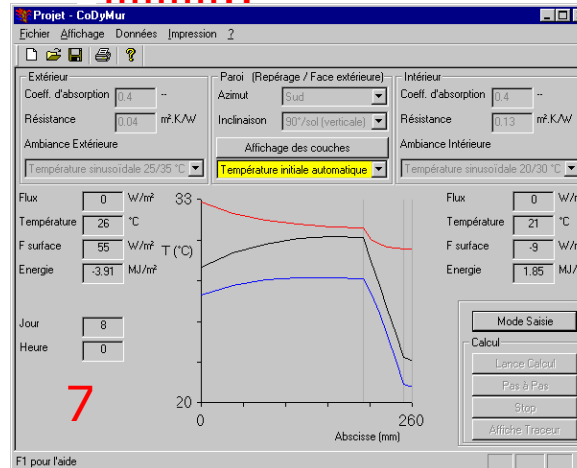 Projet - CoDyMur
Fichier Affichage Données Impression ?
Extérieur
Coeff. d'absorption 0.4 --
Résistance 0.04 m².K/W
Ambiance Extérieure
Température sinusoïdale 25/35 °C
Paroi (Repérage / Face extérieure)
Azimut Sud
Inclinaison 90°/sol (verticale)
Affichage des couches
Température initiale automatique
Intérieur
Coeff. d'absorption 0.4 --
Résistance 0.13 m².K/W
Ambiance Intérieure
Température sinusoïdale 20/30 °C
Flux 0 W/m²
Température 26 °C
F surface 55 W/m²
Energie -3.91 MJ/m²
Jour 8
Heure 0
7
33
T (°C)
20
0 260
Abscisse (mm)
Flux 0 W/m
Température 21 °C
F surface -9 W/m
Energie 1.85 MJ/
Mode Saisie
Calcul
Lance Calcul
Pas à Pas
Stop
Affiche Traceur
F1 pour l'aide